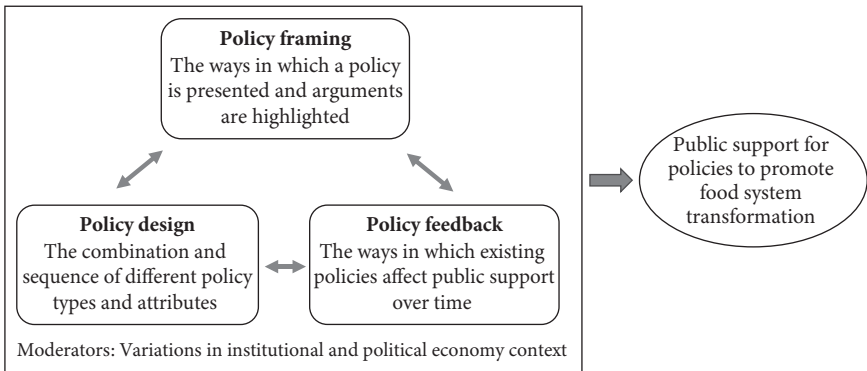 Policy framing
The ways in which a policy
is presented and arguments
are highlighted
Policy design
The combination and
sequence of different policy
types and attributes
Policy feedback
The ways in which existing
policies affect public support
over time
Moderators: Variations in institutional and political economy context
Public support for
policies to promote
food system
transformation